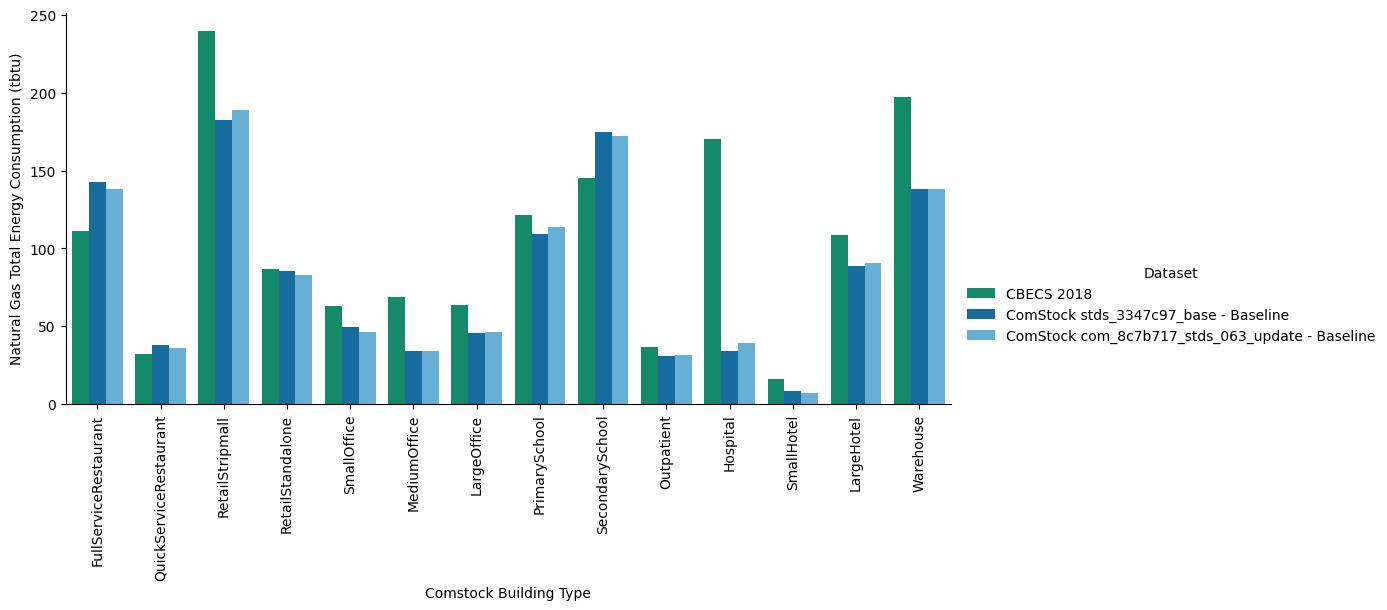 Natural Gas Total Energy Consumption (tbtu)
250
200
150
100
50
0
FullServiceRestaurant
QuickServiceRestaurant
RetailStripmall
RetailStandalone
SmallOffice
MediumOffice
LargeOffice
PrimarySchool
SecondarySchool
Outpatient
Hospital
SmallHotel
LargeHotel
Warehouse
Comstock Building Type
Dataset
CBECS 2018
ComStock stds_3347c97_base - Baseline
ComStock com_8c7b717_stds_063_update - Baseline